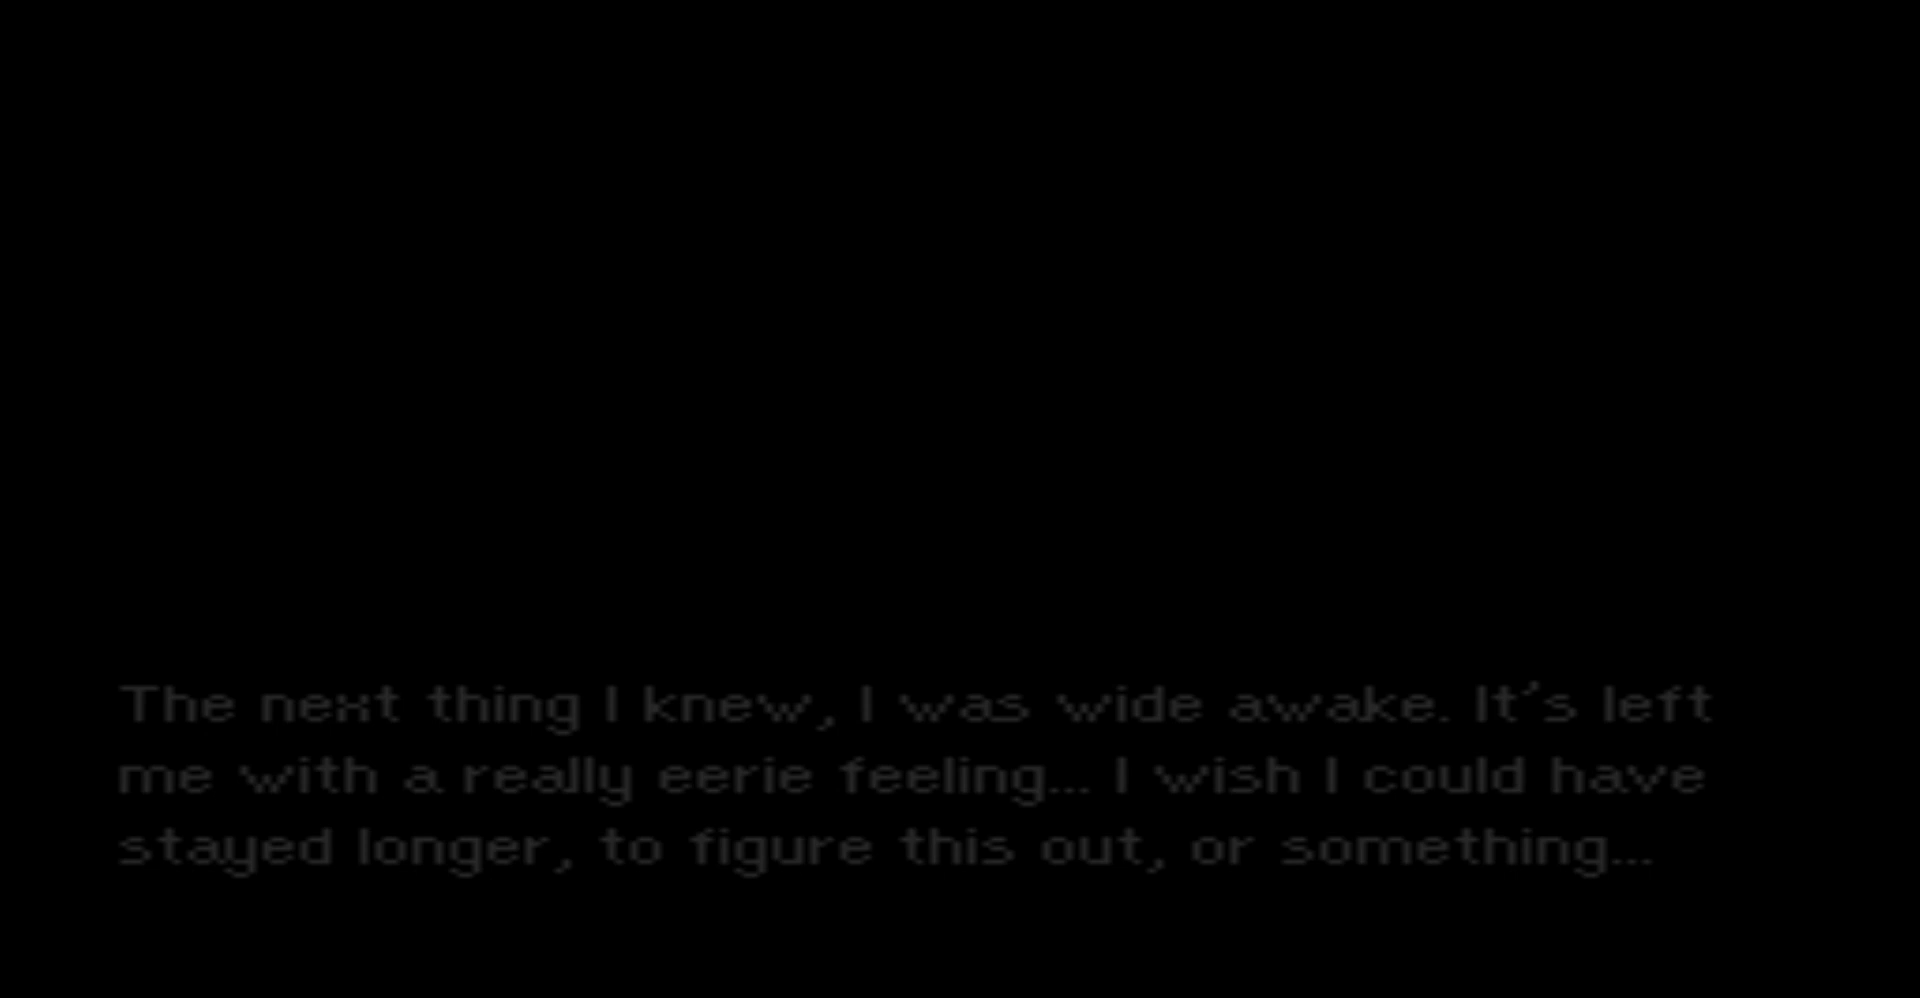 The next thing I knew, I was wide awake. It's left
me with a really eerie feeling... I wish I could have
stayed longer, to figure this out, or something...